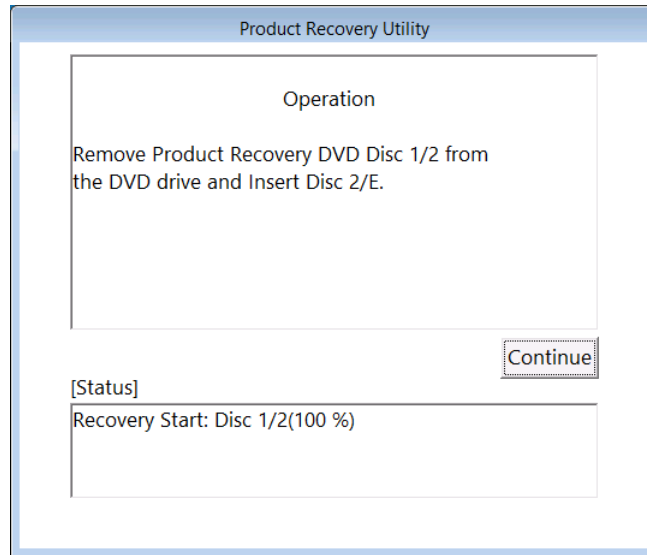 Product Recovery Utility
Operation
Remove Product Recovery DVD Disc 1/2 from
the DVD drive and Insert Disc 2/E.
Continue
[Status]
Recovery Start: Disc 1/2(100 %)